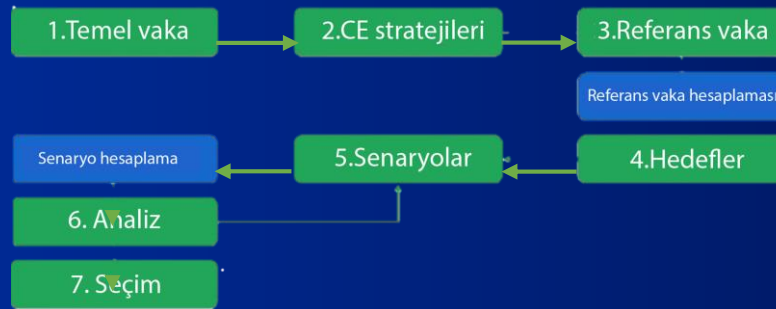 1.Temel vaka
2.CE stratejileri
3.Referans vaka
Referans vaka hesaplaması
4.Hedefler
5.Senaryolar
Senaryo hesaplama
6. Analiz
7. Seçim